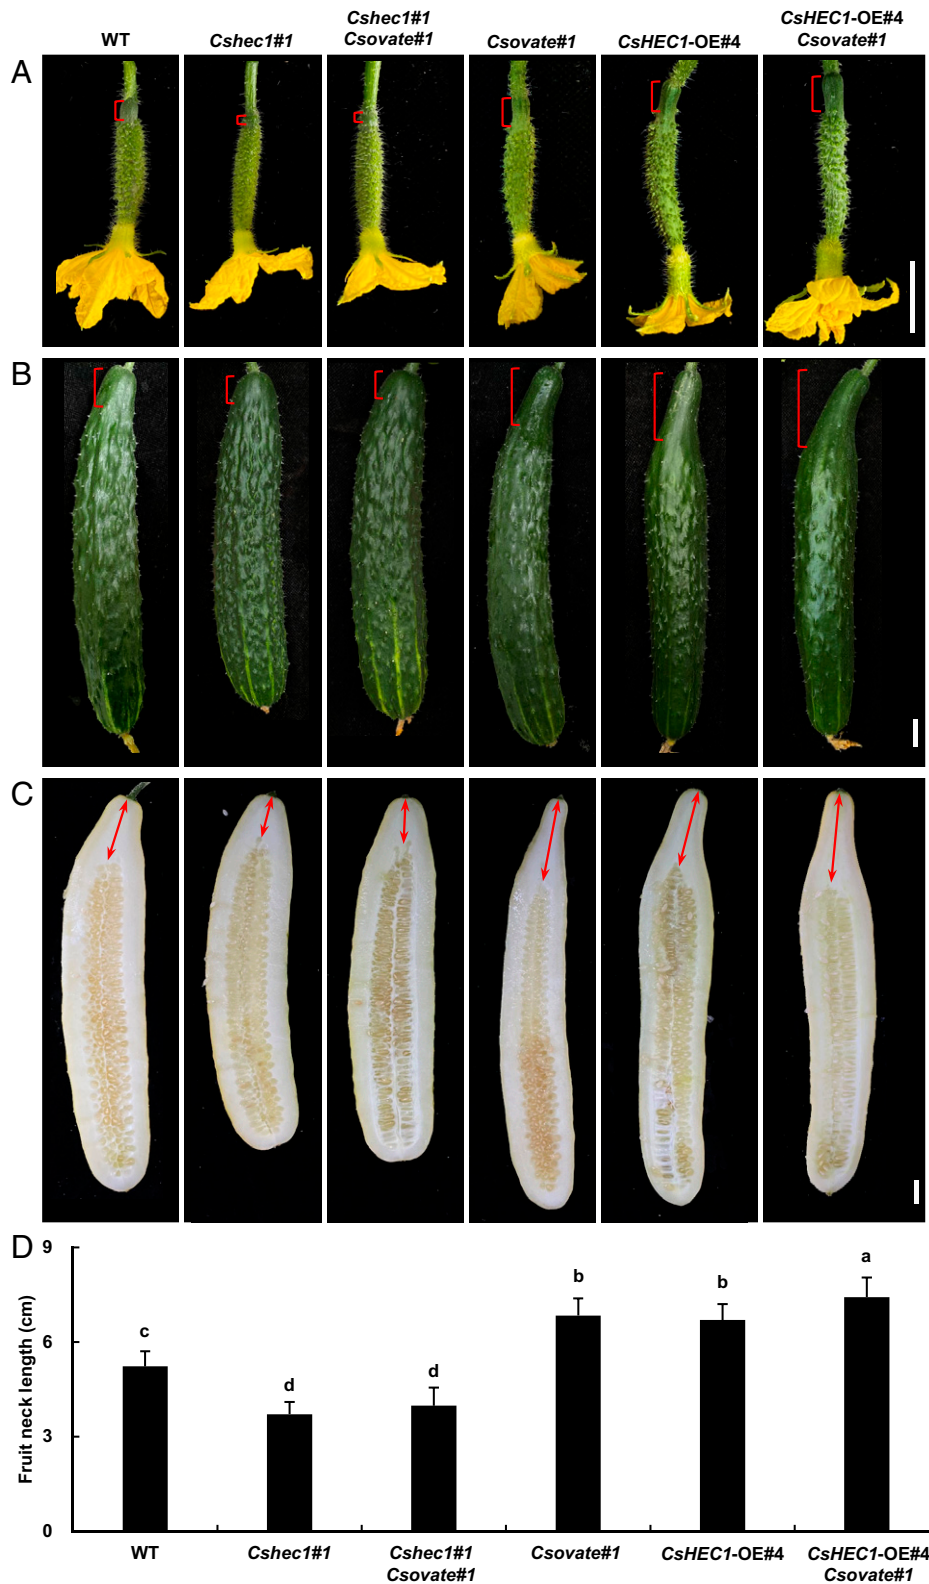 WT
Cshec1#1
Cshec1#1
Csovate#1
Csovate#1
CsHEC1-OE#4
CsHEC1-OE#4
Csovate#1
A
B
C
D
9
6
3
0
Fruit neck length (cm)
c
d
d
b
b
a
WT
Cshec1#1
Cshec1#1
Csovate#1
Csovate#1
CsHEC1-OE#4
CsHEC1-OE#4
Csovate#1